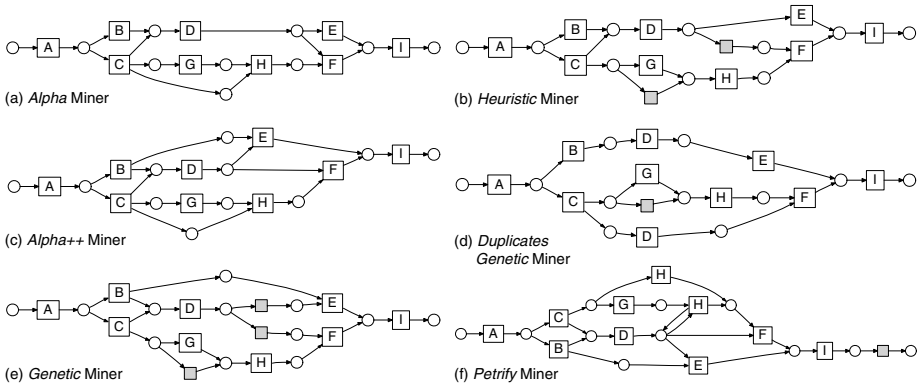 B D E
A I
C G H F
(a) Alpha Miner
E
B D
A I
C G F
H
(b) Heuristic Miner
E
B D I
A F
C G H
(c) Alpha++ Miner
D
B E
G
A I
C H F
D
(d) Duplicates
Genetic Miner
B E
A D I
C F
G H
(e) Genetic Miner
H
C G H
A D F
B E I
(f) Petrify Miner